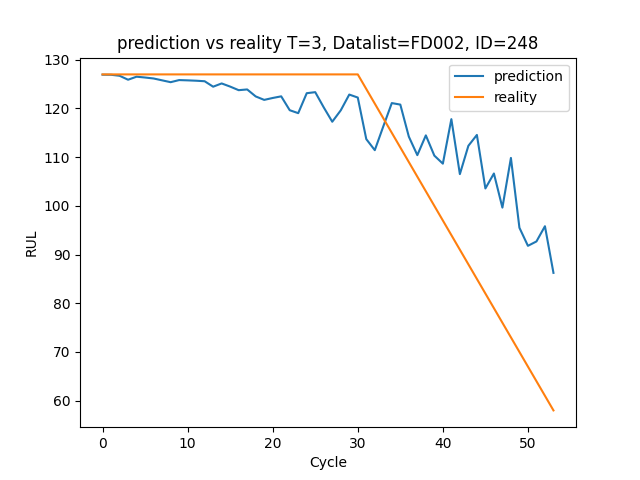 prediction vs reality T=3, Datalist=FD002, ID=248
prediction
reality
130
120
110
100
90
80
70
60
RUL
0 10 20 30 40 50
Cycle